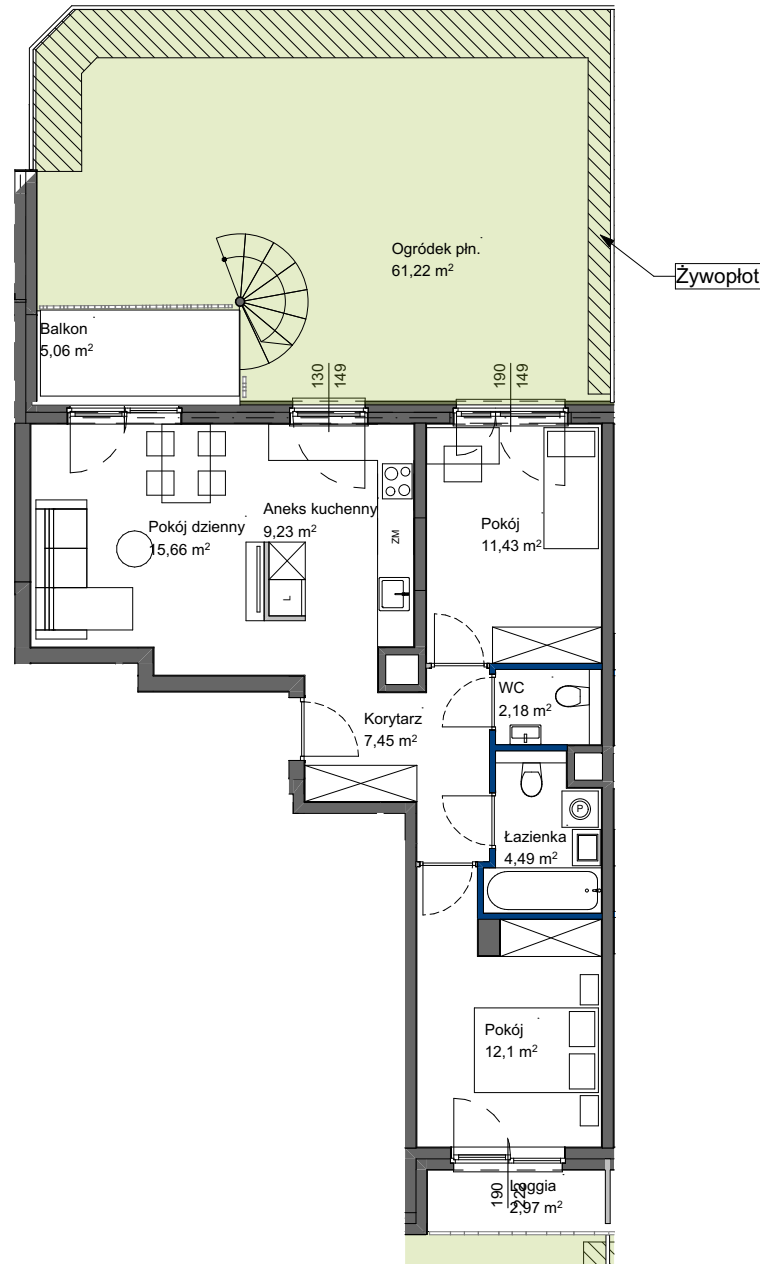 Ogródek płn.
61,22 m²
Żywopłot
Balkon
5,06 m²
130
149
190
149
Pokój dzienny
15,66 m²
Aneks kuchenny
9,23 m²
ZM
L
Pokój
11,43 m²
WC
2,18 m²
Korytarz
7,45 m²
P
Łazienka
4,49 m²
Pokój
12,1 m²
190
223
Loggia
2,97 m²